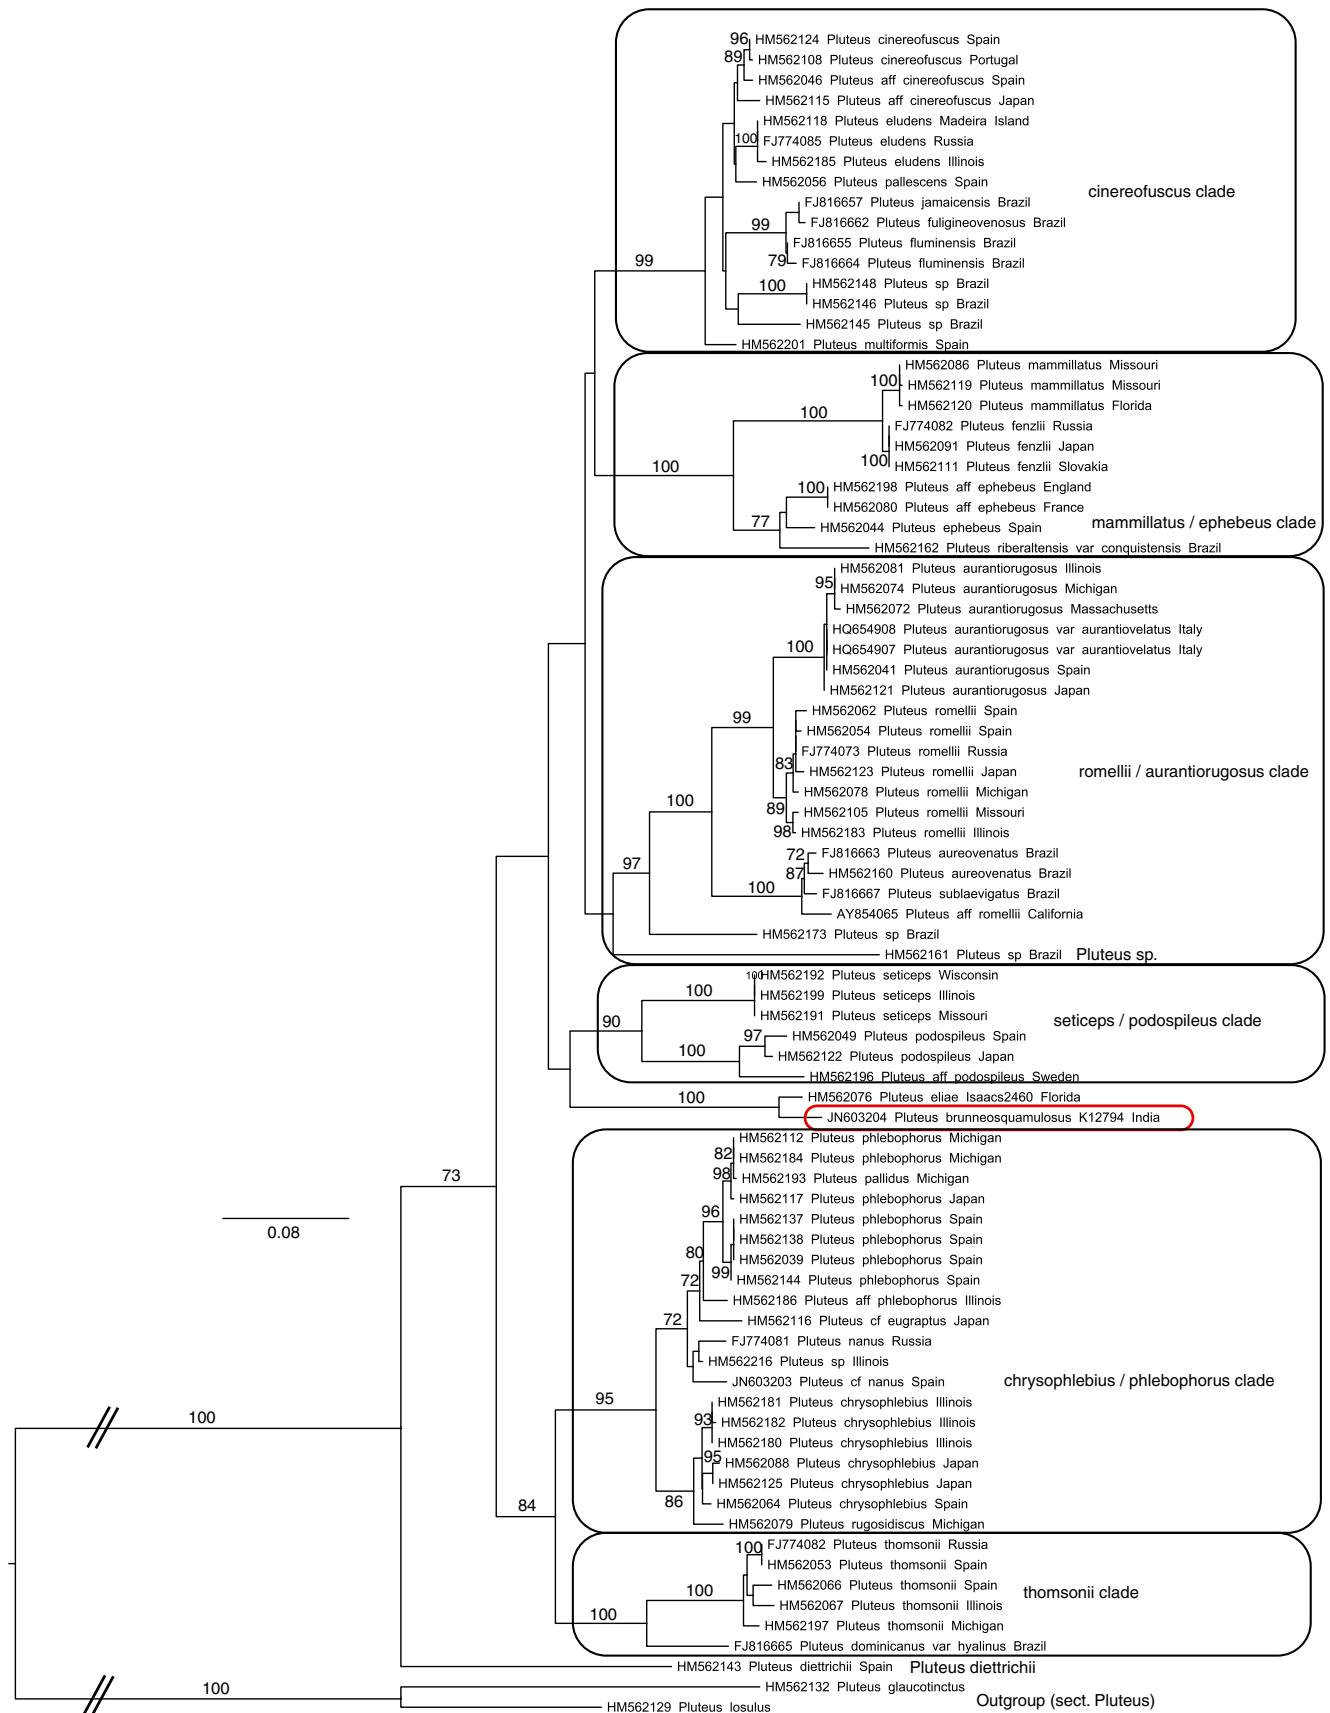 96 HM562124 Pluteus cinereofuscus Spain
89 HM562108 Pluteus cinereofuscus Portugal
HM562046 Pluteus aff cinereofuscus Spain
HM562115 Pluteus aff cinereofuscus Japan
HM562118 Pluteus eludens Madeira Island
100 FJ774085 Pluteus eludens Russia
HM562185 Pluteus eludens Illinois
HM562056 Pluteus pallescens Spain
cinereofuscus clade
FJ816657 Pluteus jamaicensis Brazil
99 FJ816662 Pluteus fuligineovenosus Brazil
FJ816655 Pluteus fluminensis Brazil
99 79 FJ816664 Pluteus fluminensis Brazil
100 HM562148 Pluteus sp Brazil
HM562146 Pluteus sp Brazil
HM562145 Pluteus sp Brazil
HM562201 Pluteus multiformis Spain
HM562086 Pluteus mammillatus Missouri
100 HM562119 Pluteus mammillatus Missouri
100 HM562120 Pluteus mammillatus Florida
FJ774082 Pluteus fenzlii Russia
HM562091 Pluteus fenzlii Japan
100 100 HM562111 Pluteus fenzlii Slovakia
100 HM562198 Pluteus aff ephebeus England
HM562080 Pluteus aff ephebeus France
77 HM562044 Pluteus ephebeus Spain mammillatus / ephebeus clade
HM562162 Pluteus riberaltensis var conquistensis Brazil
HM562081 Pluteus aurantiorugosus Illinois
95 HM562074 Pluteus aurantiorugosus Michigan
HM562072 Pluteus aurantiorugosus Massachusetts
HQ654908 Pluteus aurantiorugosus var aurantiovelatus Italy
100 HQ654907 Pluteus aurantiorugosus var aurantiovelatus Italy
HM562041 Pluteus aurantiorugosus Spain
HM562121 Pluteus aurantiorugosus Japan
99 HM562062 Pluteus romellii Spain
HM562054 Pluteus romellii Spain
FJ774073 Pluteus romellii Russia
83 HM562123 Pluteus romellii Japan romellii / aurantiorugosus clade
HM562078 Pluteus romellii Michigan
100 89 HM562105 Pluteus romellii Missouri
98 HM562183 Pluteus romellii Illinois
97 72 FJ816663 Pluteus aureovenatus Brazil
87 HM562160 Pluteus aureovenatus Brazil
100 FJ816667 Pluteus sublaevigatus Brazil
AY854065 Pluteus aff romellii California
HM562173 Pluteus sp Brazil
HM562161 Pluteus sp Brazil Pluteus sp.
100 HM562192 Pluteus seticeps Wisconsin
100 HM562199 Pluteus seticeps Illinois
90 HM562191 Pluteus seticeps Missouri seticeps / podospileus clade
97 HM562049 Pluteus podospileus Spain
100 HM562122 Pluteus podospileus Japan
HM562196 Pluteus aff podospileus Sweden
100 HM562076 Pluteus eliae Isaacs2460 Florida
JN603204 Pluteus brunneosquamulosus K12794 India
HM562112 Pluteus phlebophorus Michigan
82 HM562184 Pluteus phlebophorus Michigan
73 98 HM562193 Pluteus pallidus Michigan
HM562117 Pluteus phlebophorus Japan
96 HM562137 Pluteus phlebophorus Spain
0.08 HM562138 Pluteus phlebophorus Spain
80 HM562039 Pluteus phlebophorus Spain
72 99 HM562144 Pluteus phlebophorus Spain
HM562186 Pluteus aff phlebophorus Illinois
72 HM562116 Pluteus cf eugraptus Japan
FJ774081 Pluteus nanus Russia
HM562216 Pluteus sp Illinois
JN603203 Pluteus cf nanus Spain chrysophlebius / phlebophorus clade
95 HM562181 Pluteus chrysophlebius Illinois
100 93 HM562182 Pluteus chrysophlebius Illinois
HM562180 Pluteus chrysophlebius Illinois
95 HM562088 Pluteus chrysophlebius Japan
HM562125 Pluteus chrysophlebius Japan
84 86 HM562064 Pluteus chrysophlebius Spain
HM562079 Pluteus rugosidiscus Michigan
100 FJ774082 Pluteus thomsonii Russia
HM562053 Pluteus thomsonii Spain
100 HM562066 Pluteus thomsonii Spain thomsonii clade
HM562067 Pluteus thomsonii Illinois
100 HM562197 Pluteus thomsonii Michigan
FJ816665 Pluteus dominicanus var hyalinus Brazil
HM562143 Pluteus diettrichii Spain Pluteus diettrichii
100 HM562132 Pluteus glaucotinctus
Outgroup (sect. Pluteus)
HM562129 Pluteus losulus